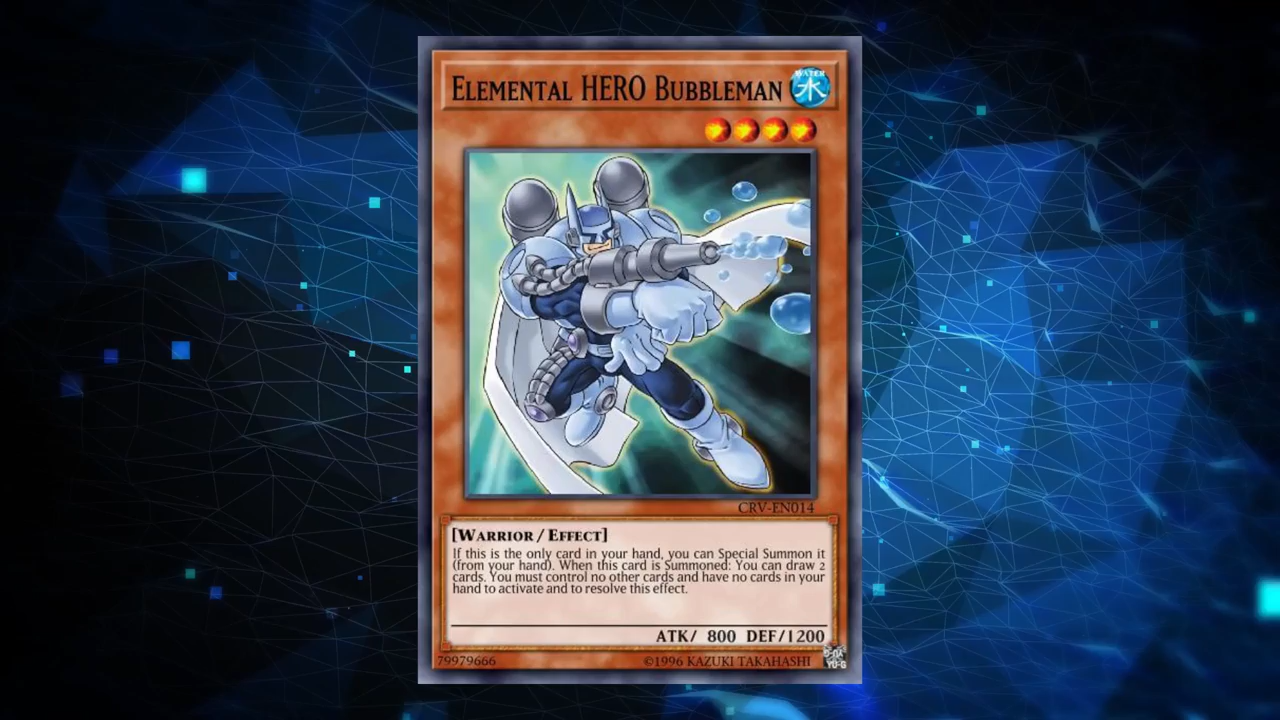 Elemental HERO Bubbleman
WATER
水
CRV-EN014
[Warrior / Effect]
If this is the only card in your hand, you can Special Summon it
(from your hand). When this card is Summoned: You can draw 2
cards. You must control no other cards and have no cards in your
hand to activate and to resolve this effect.
ATK/ 800 DEF/1200
79979666
©1996 KAZUKI TAKAHASHI